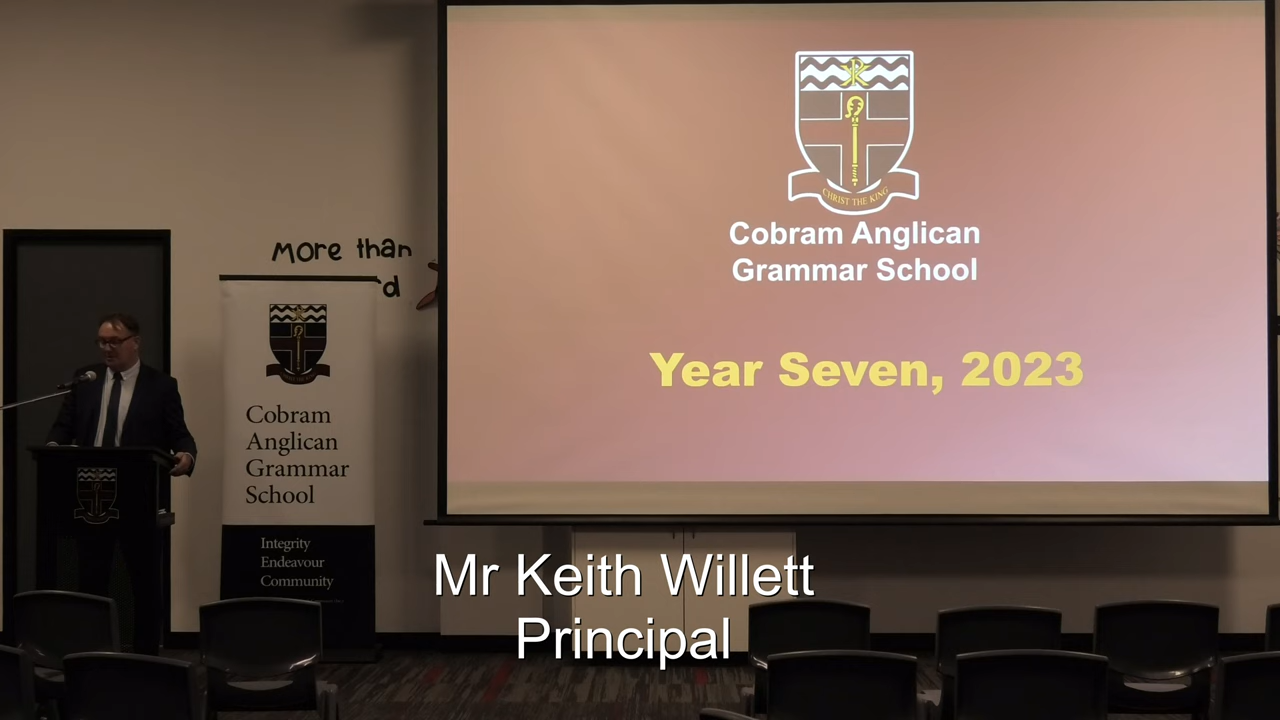 CHRIST THE KING
Cobram Anglican
Grammar School
Year Seven, 2023
more than
d
Cobram
Anglican
Grammar
School
Integrity
Endeavour
Community
Mr Keith Willett
Principal